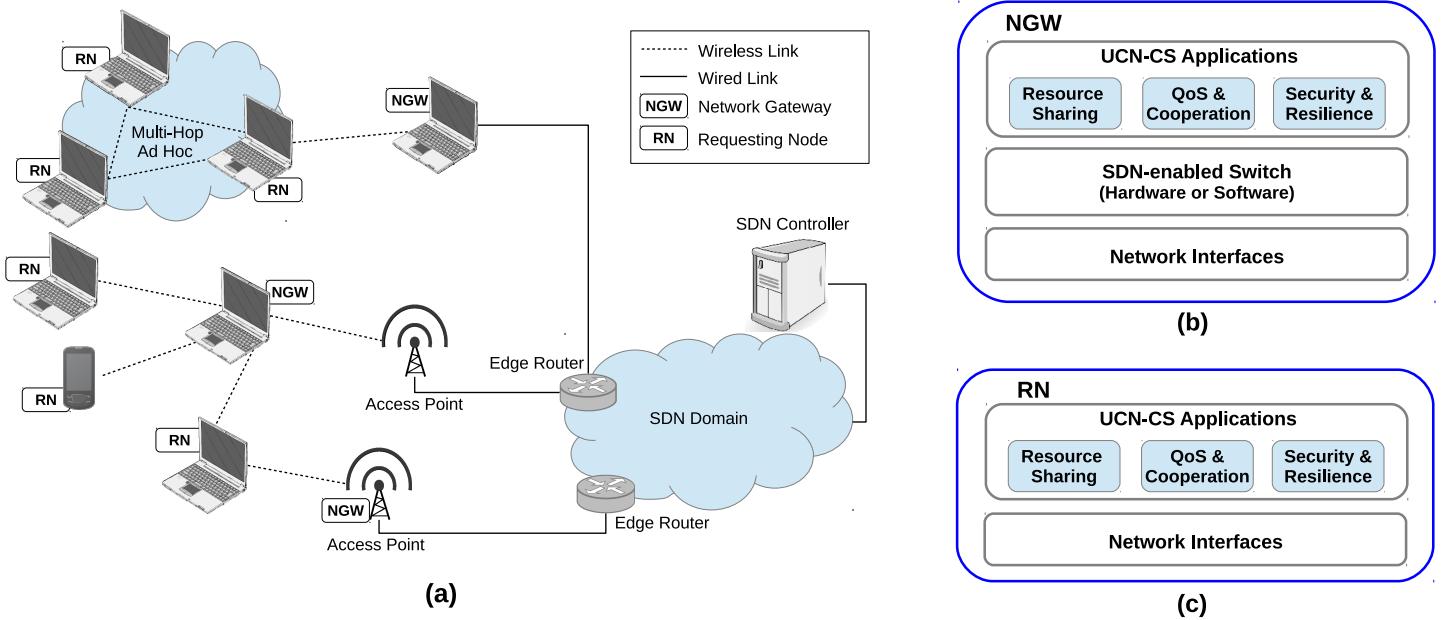 RN
Multi-Hop
Ad Hoc
RN
RN
NGW
Wireless Link
Wired Link
NGW Network Gateway
RN Requesting Node
SDN Controller
RN
NGW
RN
RN
Access Point
Edge Router
SDN Domain
NGW
Access Point
Edge Router
(a)
NGW
UCN-CS Applications
Resource
Sharing
QoS &
Cooperation
Security &
Resilience
SDN-enabled Switch
(Hardware or Software)
Network Interfaces
(b)
RN
UCN-CS Applications
Resource
Sharing
QoS &
Cooperation
Security &
Resilience
Network Interfaces
(c)